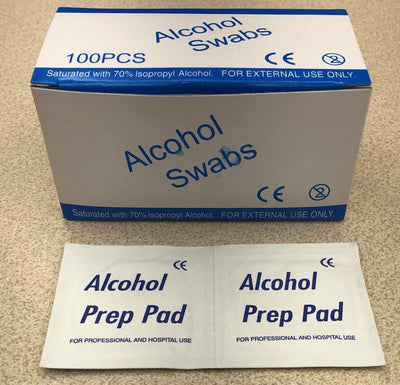 Alcohol
Swabs
100PCS
CE
Saturated with 70% Isopropyl Alcohol. FOR EXTERNAL USE ONLY.
Alcohol
Swabs
CE
Saturated with 70% Isopropyl Alcohol. FOR EXTERNAL USE ONLY.
CE
Alcohol
Prep Pad
FOR PROFESSIONAL AND HOSPITAL USE
CE
Alcohol
Prep Pad
FOR PROFESSIONAL AND HOSPITAL USE